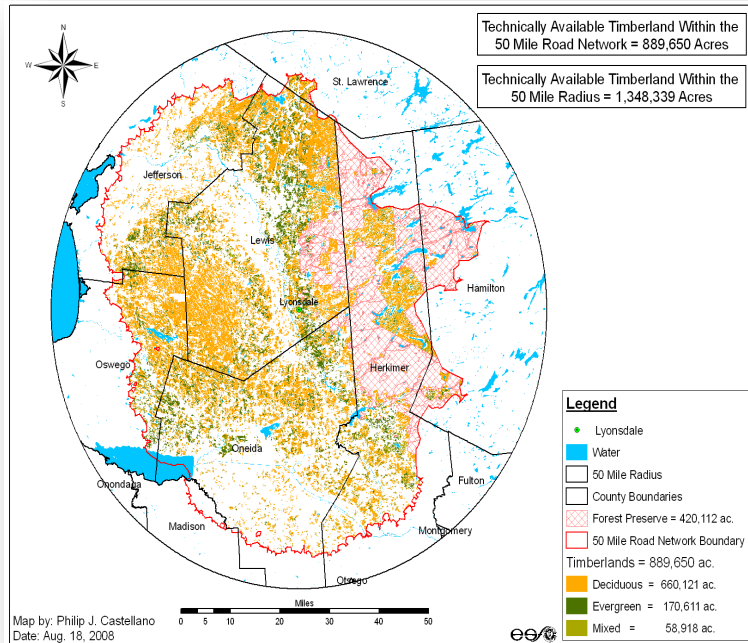 Technically Available Timberland Within the
50 Mile Road Network = 889,650 Acres
Technically Available Timberland Within the
50 Mile Radius = 1,348,339 Acres
N
W
E
S
St. Lawrence
Jefferson
Lewis
Hamilton
Lyonsdale
Oswego
Herkimer
Oneida
Onondaga
Madison
Fulton
Montgomery
Otsego
Legend
Lyonsdale
Water
50 Mile Radius
County Boundaries
Forest Preserve = 420,112 ac.
50 Mile Road Network Boundary
Timberlands = 889,650 ac.
Deciduous = 660,121 ac.
Evergreen = 170,611 ac.
Mixed = 58,918 ac.
Miles
0 5 10 20 30 40 50
Map by: Philip J. Castellano
Date: Aug. 18, 2008
esf